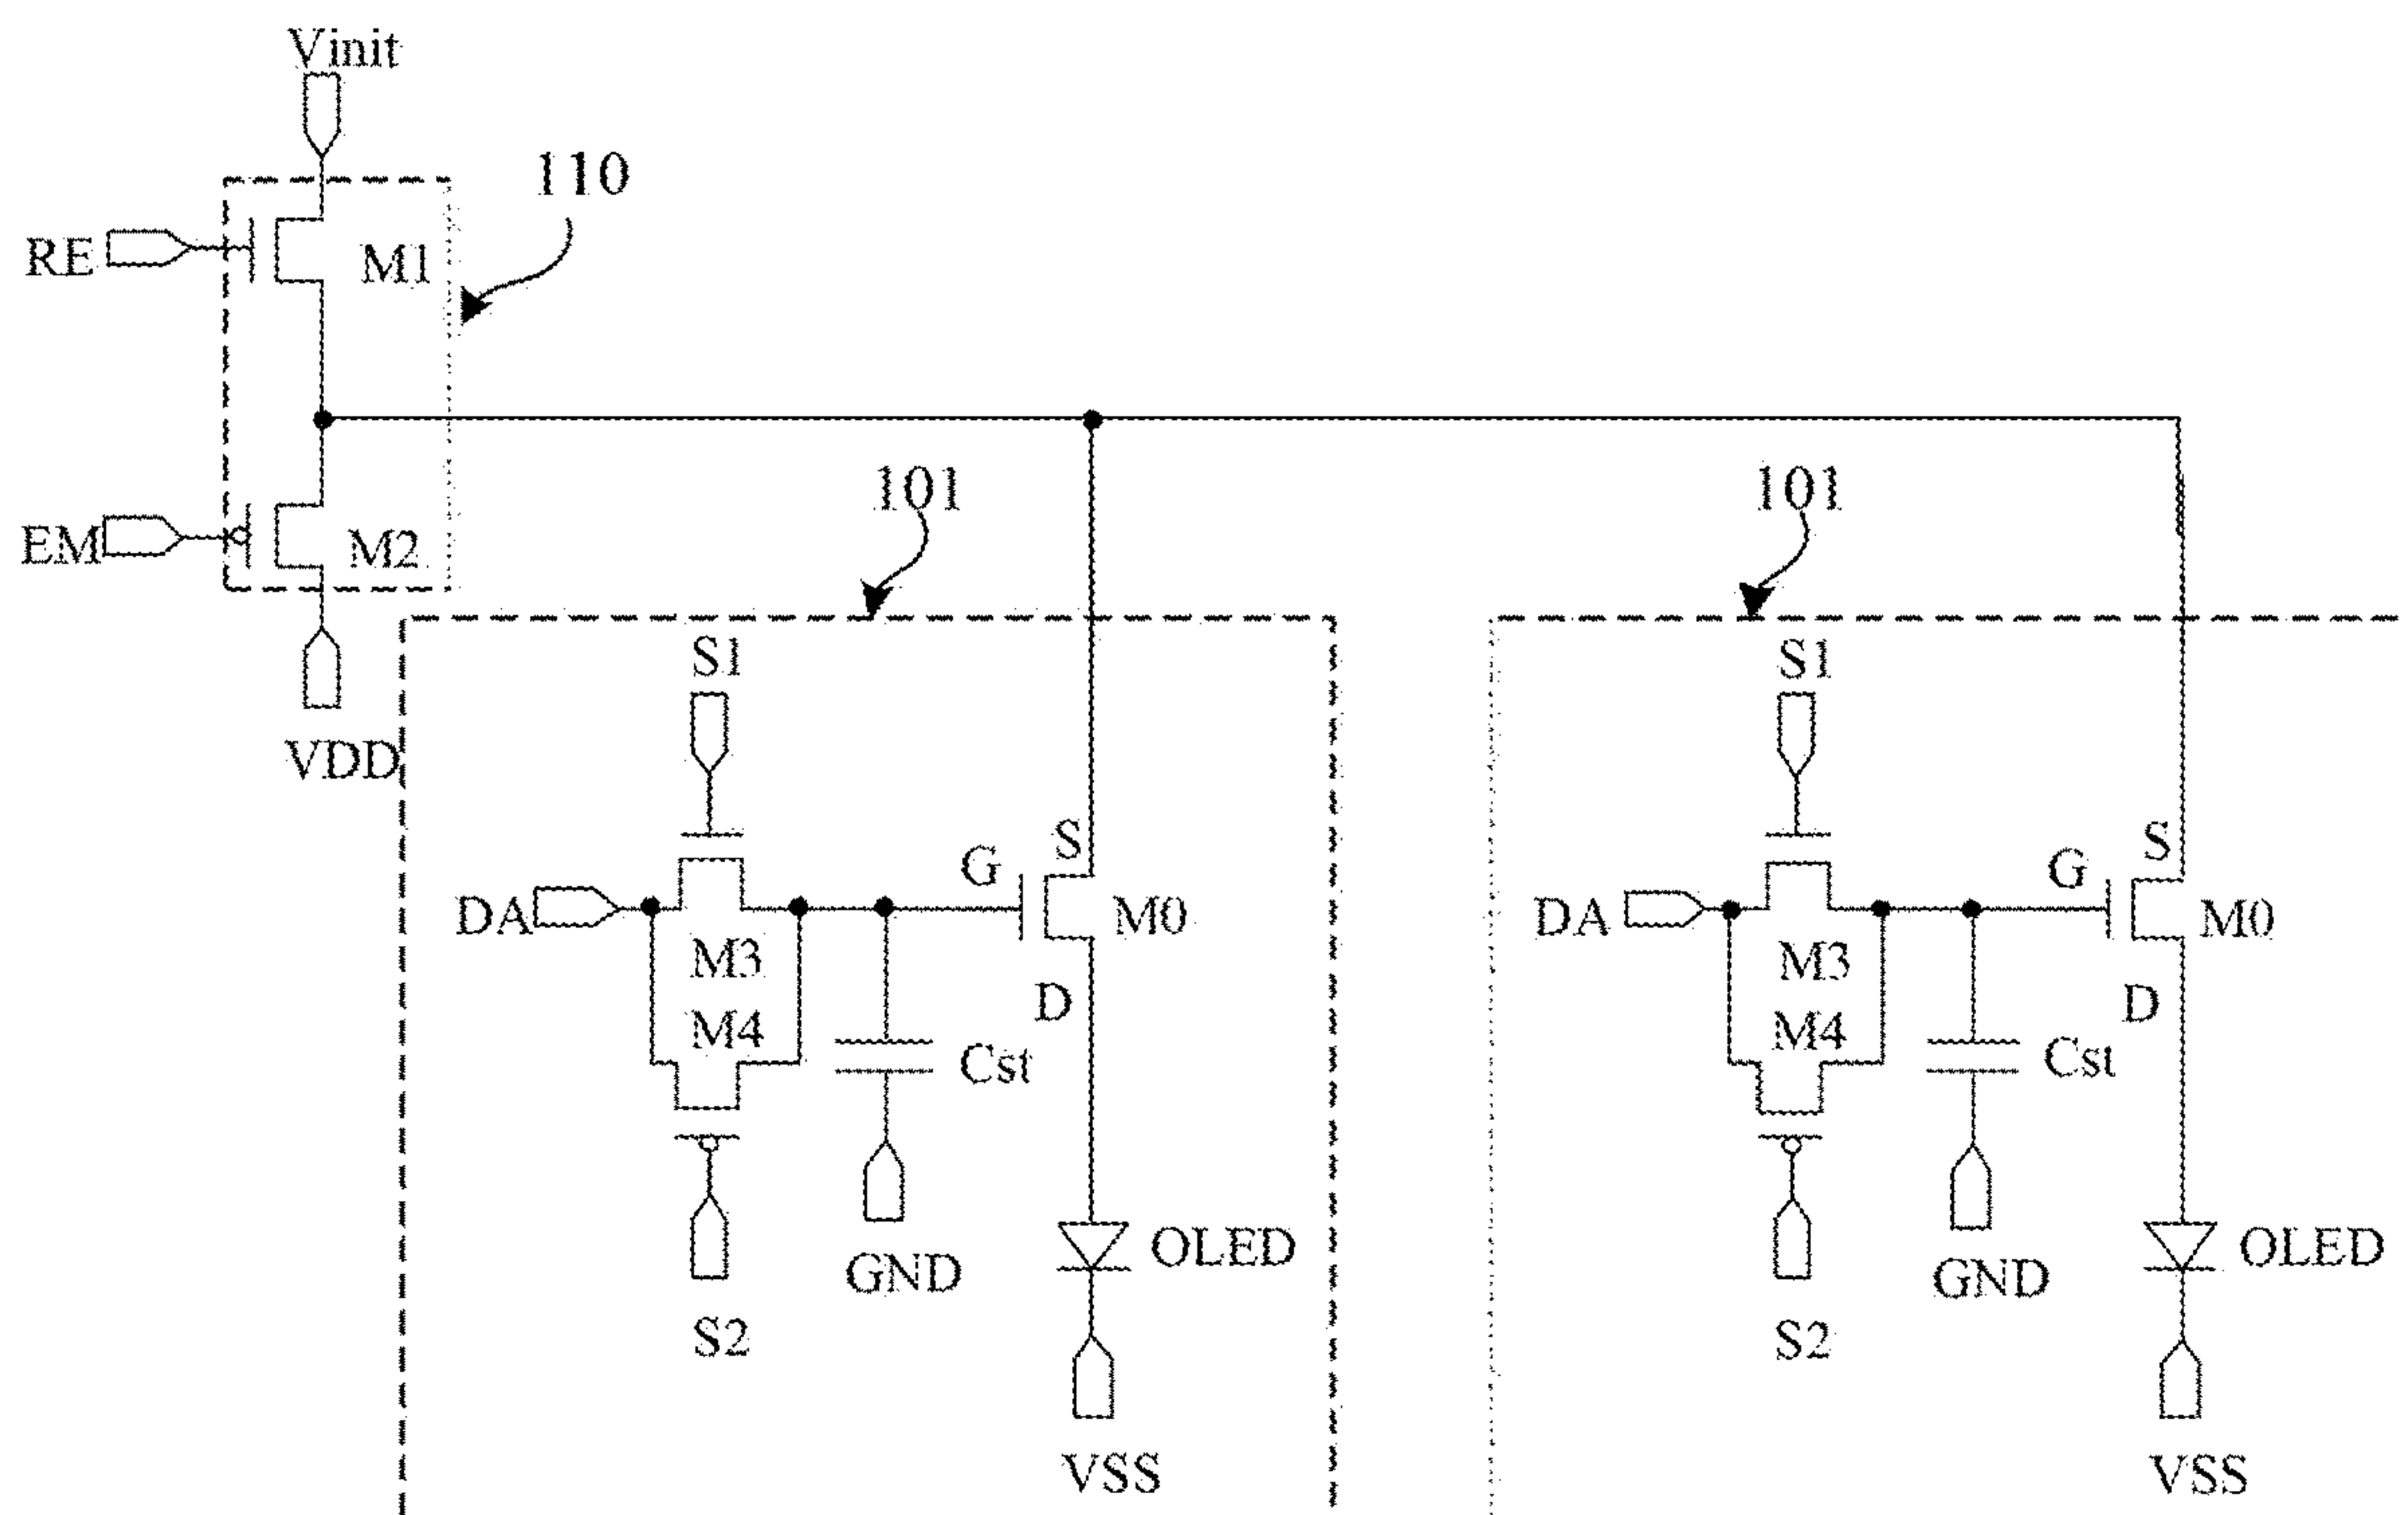 Vinit
110
RE
M1
EM
M2
VDD
101
101
S1
S1
S
G
DA
M0
M3
D
M4
Cst
GND
OLED
S2
VSS
S
G
DA
M0
M3
D
M4
Cst
GND
OLED
S2
VSS